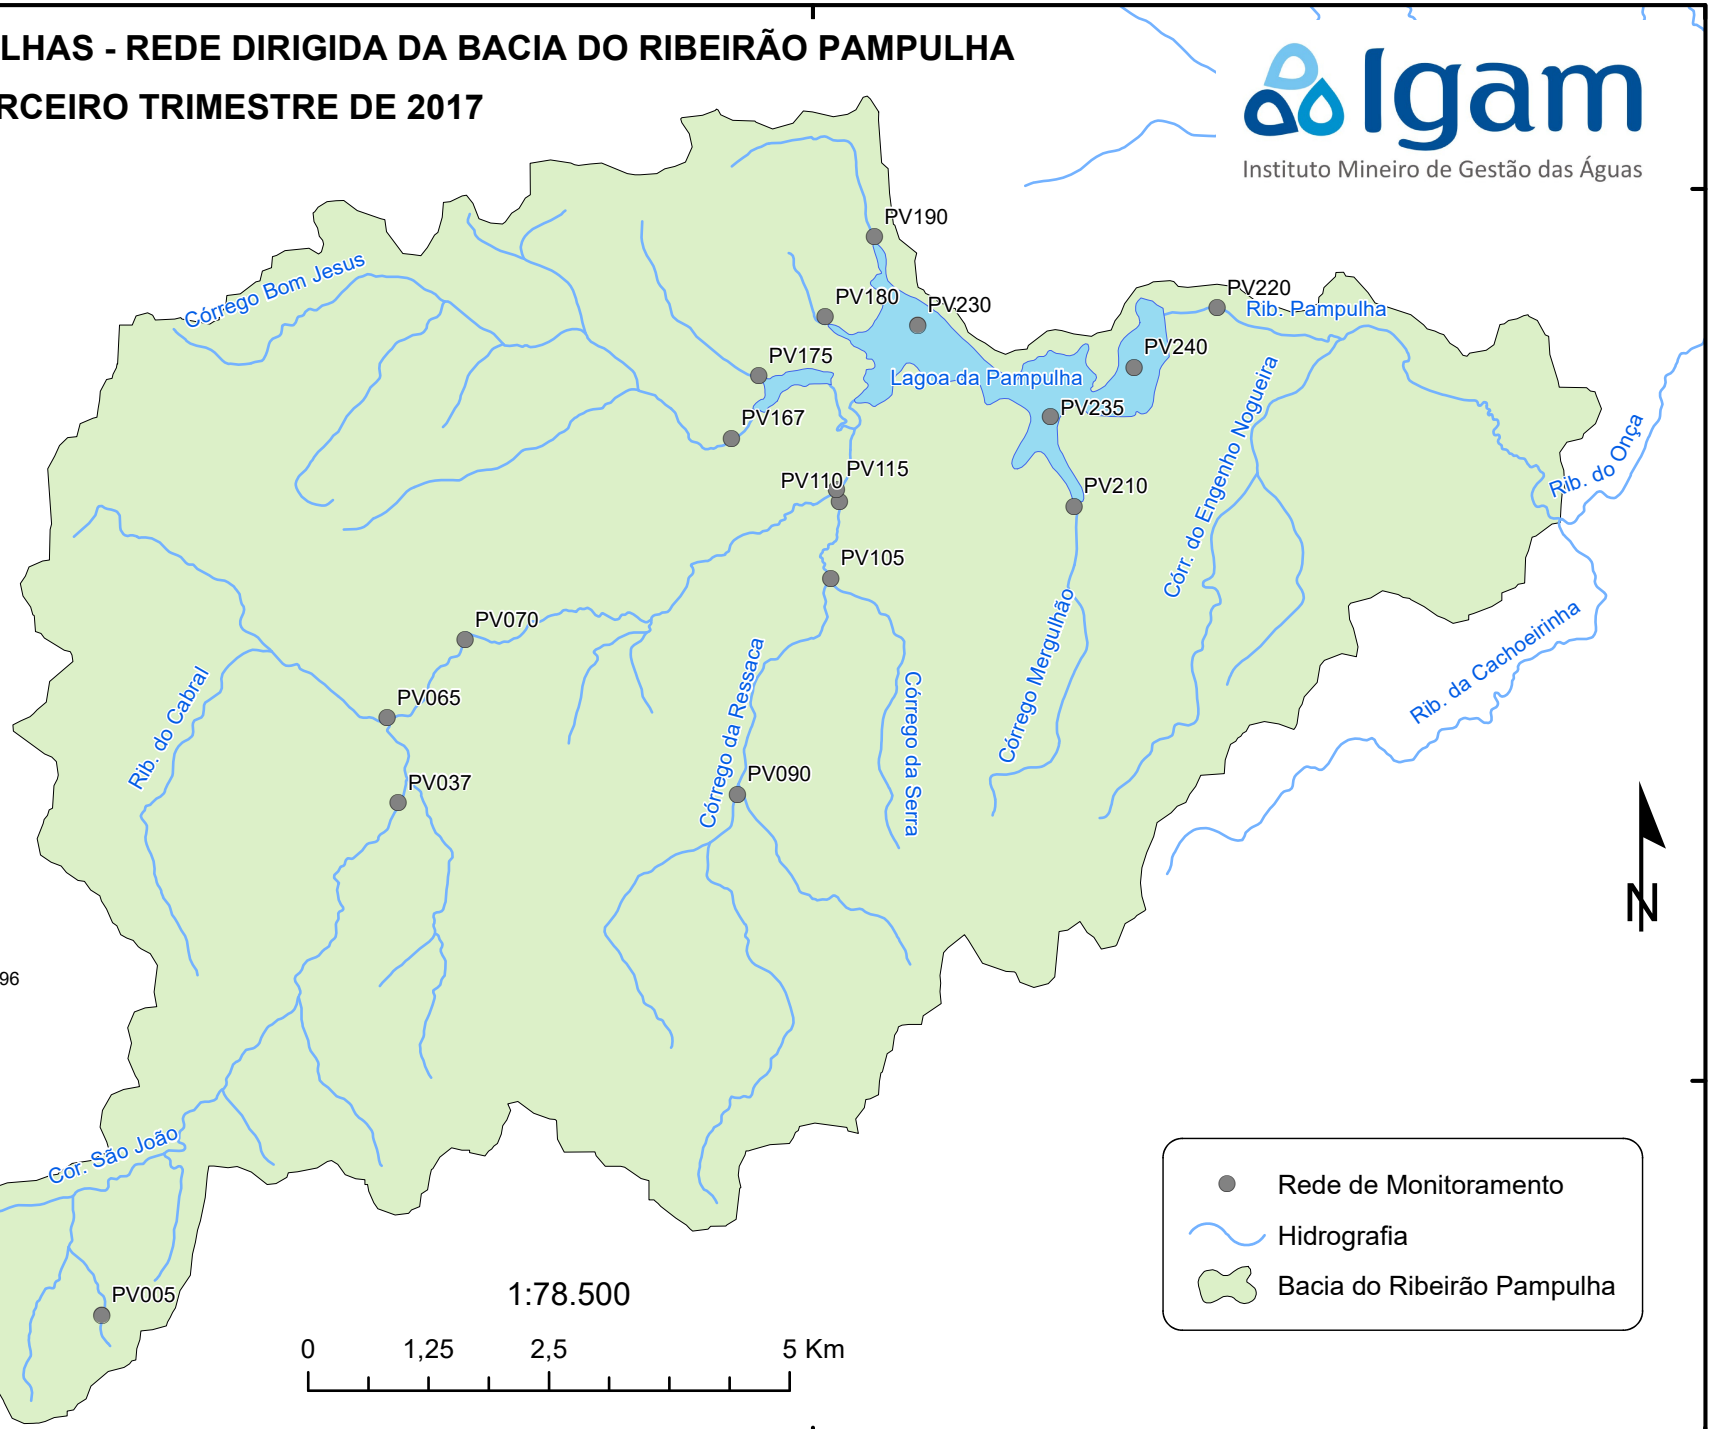 LHAS - REDE DIRIGIDA DA BACIA DO RIBEIRÃO PAMPULHA
RCEIRO TRIMESTRE DE 2017
Igam
Instituto Mineiro de Gestão das Águas
PV190
Córrego Bom Jesus
PV180
PV230
PV220
Rib. Pampulha
PV175
PV240
Lagoa da Pampulha
PV167
PV235
Córr. do Engenho Nogueira
Rib. do Onça
PV115
PV110
PV210
PV105
PV070
Córrego Mergulhão
Rib. da Cachoeirinha
Rib. do Cabral
PV065
Córrego da Ressaca
Córrego da Serra
PV037
PV090
N
96
Cor. São João
PV005
1:78.500
0 1,25 2,5 5 Km
Rede de Monitoramento
Hidrografia
Bacia do Ribeirão Pampulha